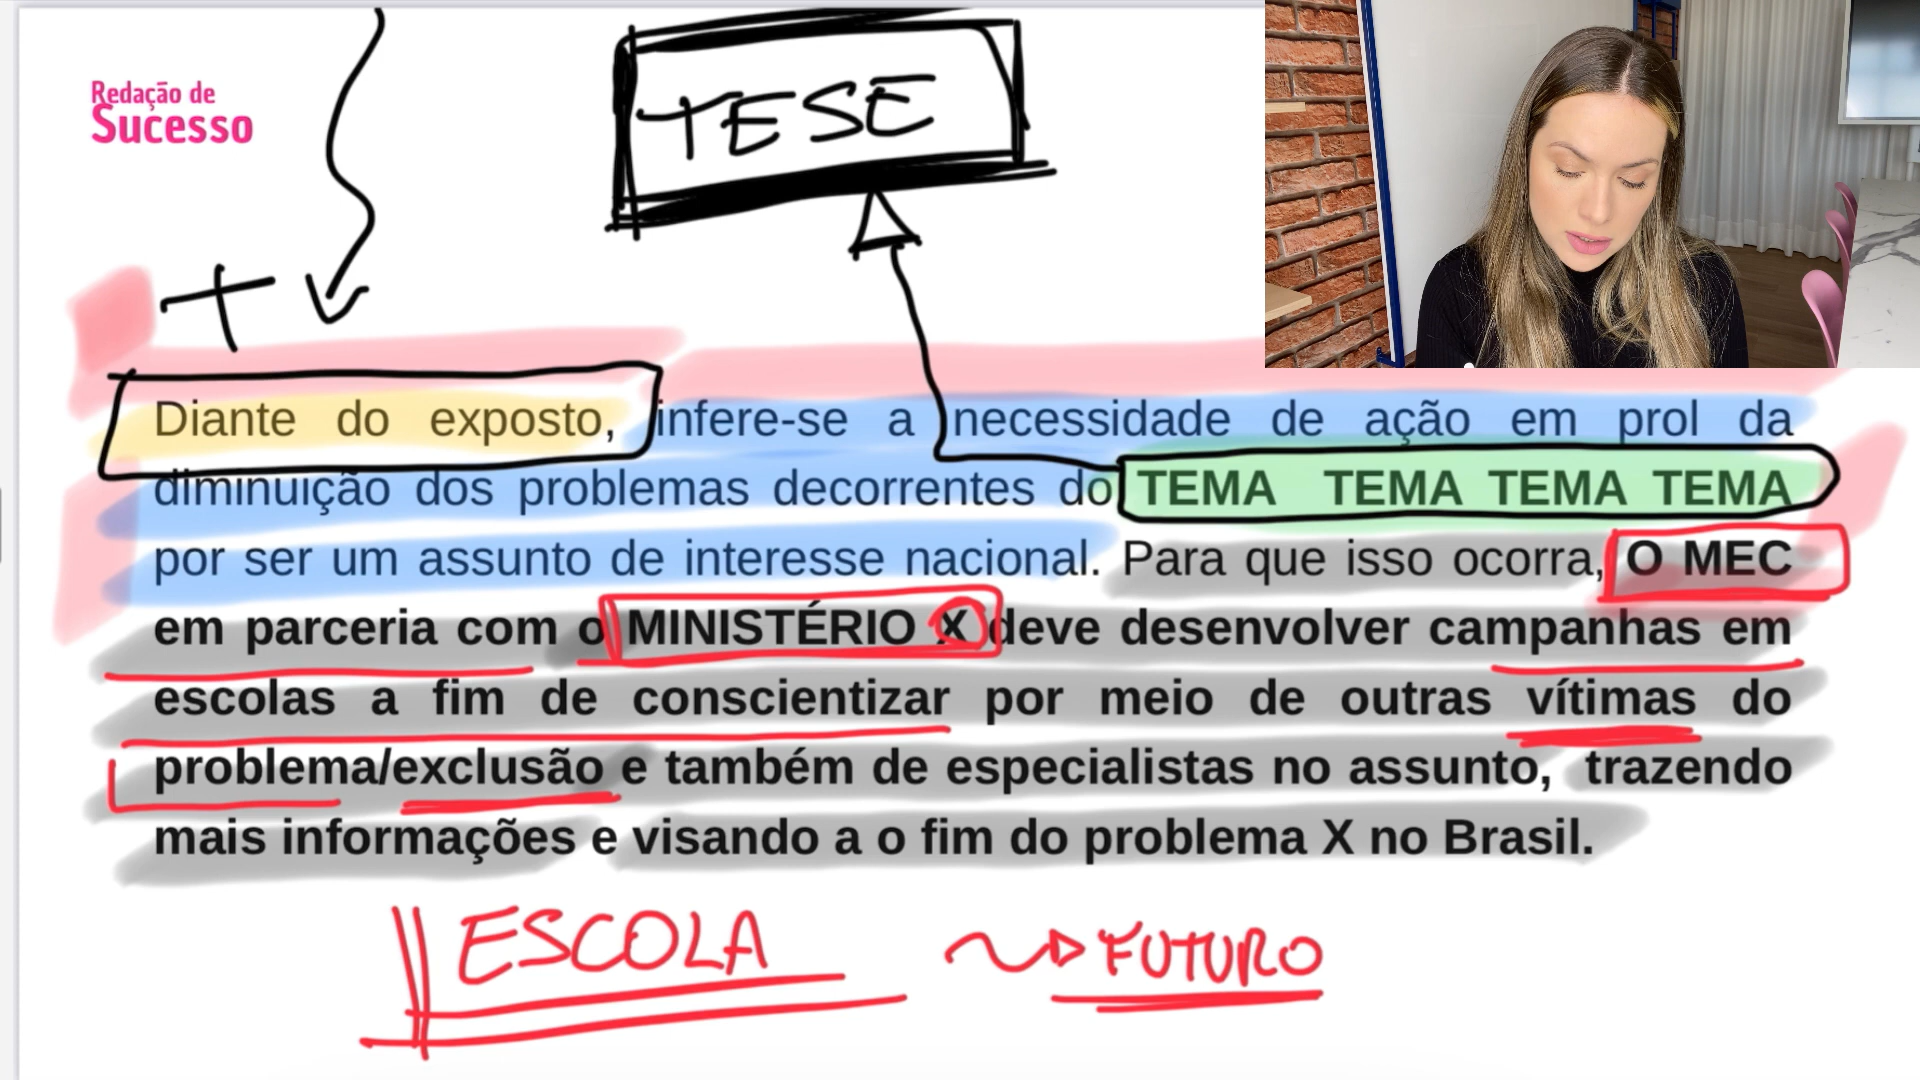 Redação de
Sucesso
TESE
+
Diante do exposto, infere-se a necessidade de ação em prol da
diminuição dos problemas decorrentes do TEMA TEMA TEMA TEMA
por ser um assunto de interesse nacional. Para que isso ocorra, O MEC
em parceria com o MINISTÉRIO X deve desenvolver campanhas em
escolas a fim de conscientizar por meio de outras vítimas do
problema/exclusão e também de especialistas no assunto, trazendo
mais informações e visando a o fim do problema X no Brasil.
ESCOLA FUTURO